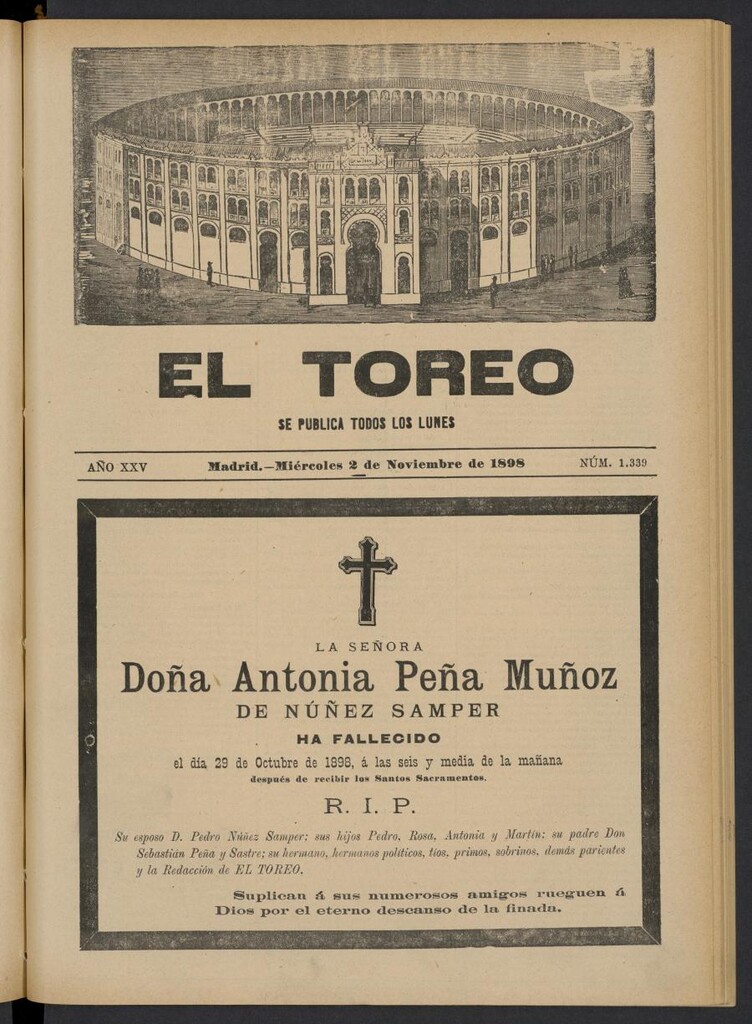 EL TOREO
SE PUBLICA TODOS LOS LUNES
AÑO XXV Madrid.—Miércoles 2 de Noviembre de 1898 NÚM. 1.339
LA SEÑORA
Doña Antonia Peña Muñoz
DE NÚÑEZ SAMPER
HA FALLECIDO
el día 29 de Octubre de 1898, á las seis y media de la mañana
después de recibir los Santos Sacramentos.
R. I. P.
Su esposo D. Pedro Núñez Samper; sus hijos Pedro, Rosa, Antonia y Martín; su padre Don
Sebastián Peña y Sastre; su hermano, hermanos políticos, tíos, primos, sobrinos, demás parientes
y la Redacción de EL TOREO,
Suplican á sus numerosos amigos rueguen á
Dios por el eterno descanso de la finada.